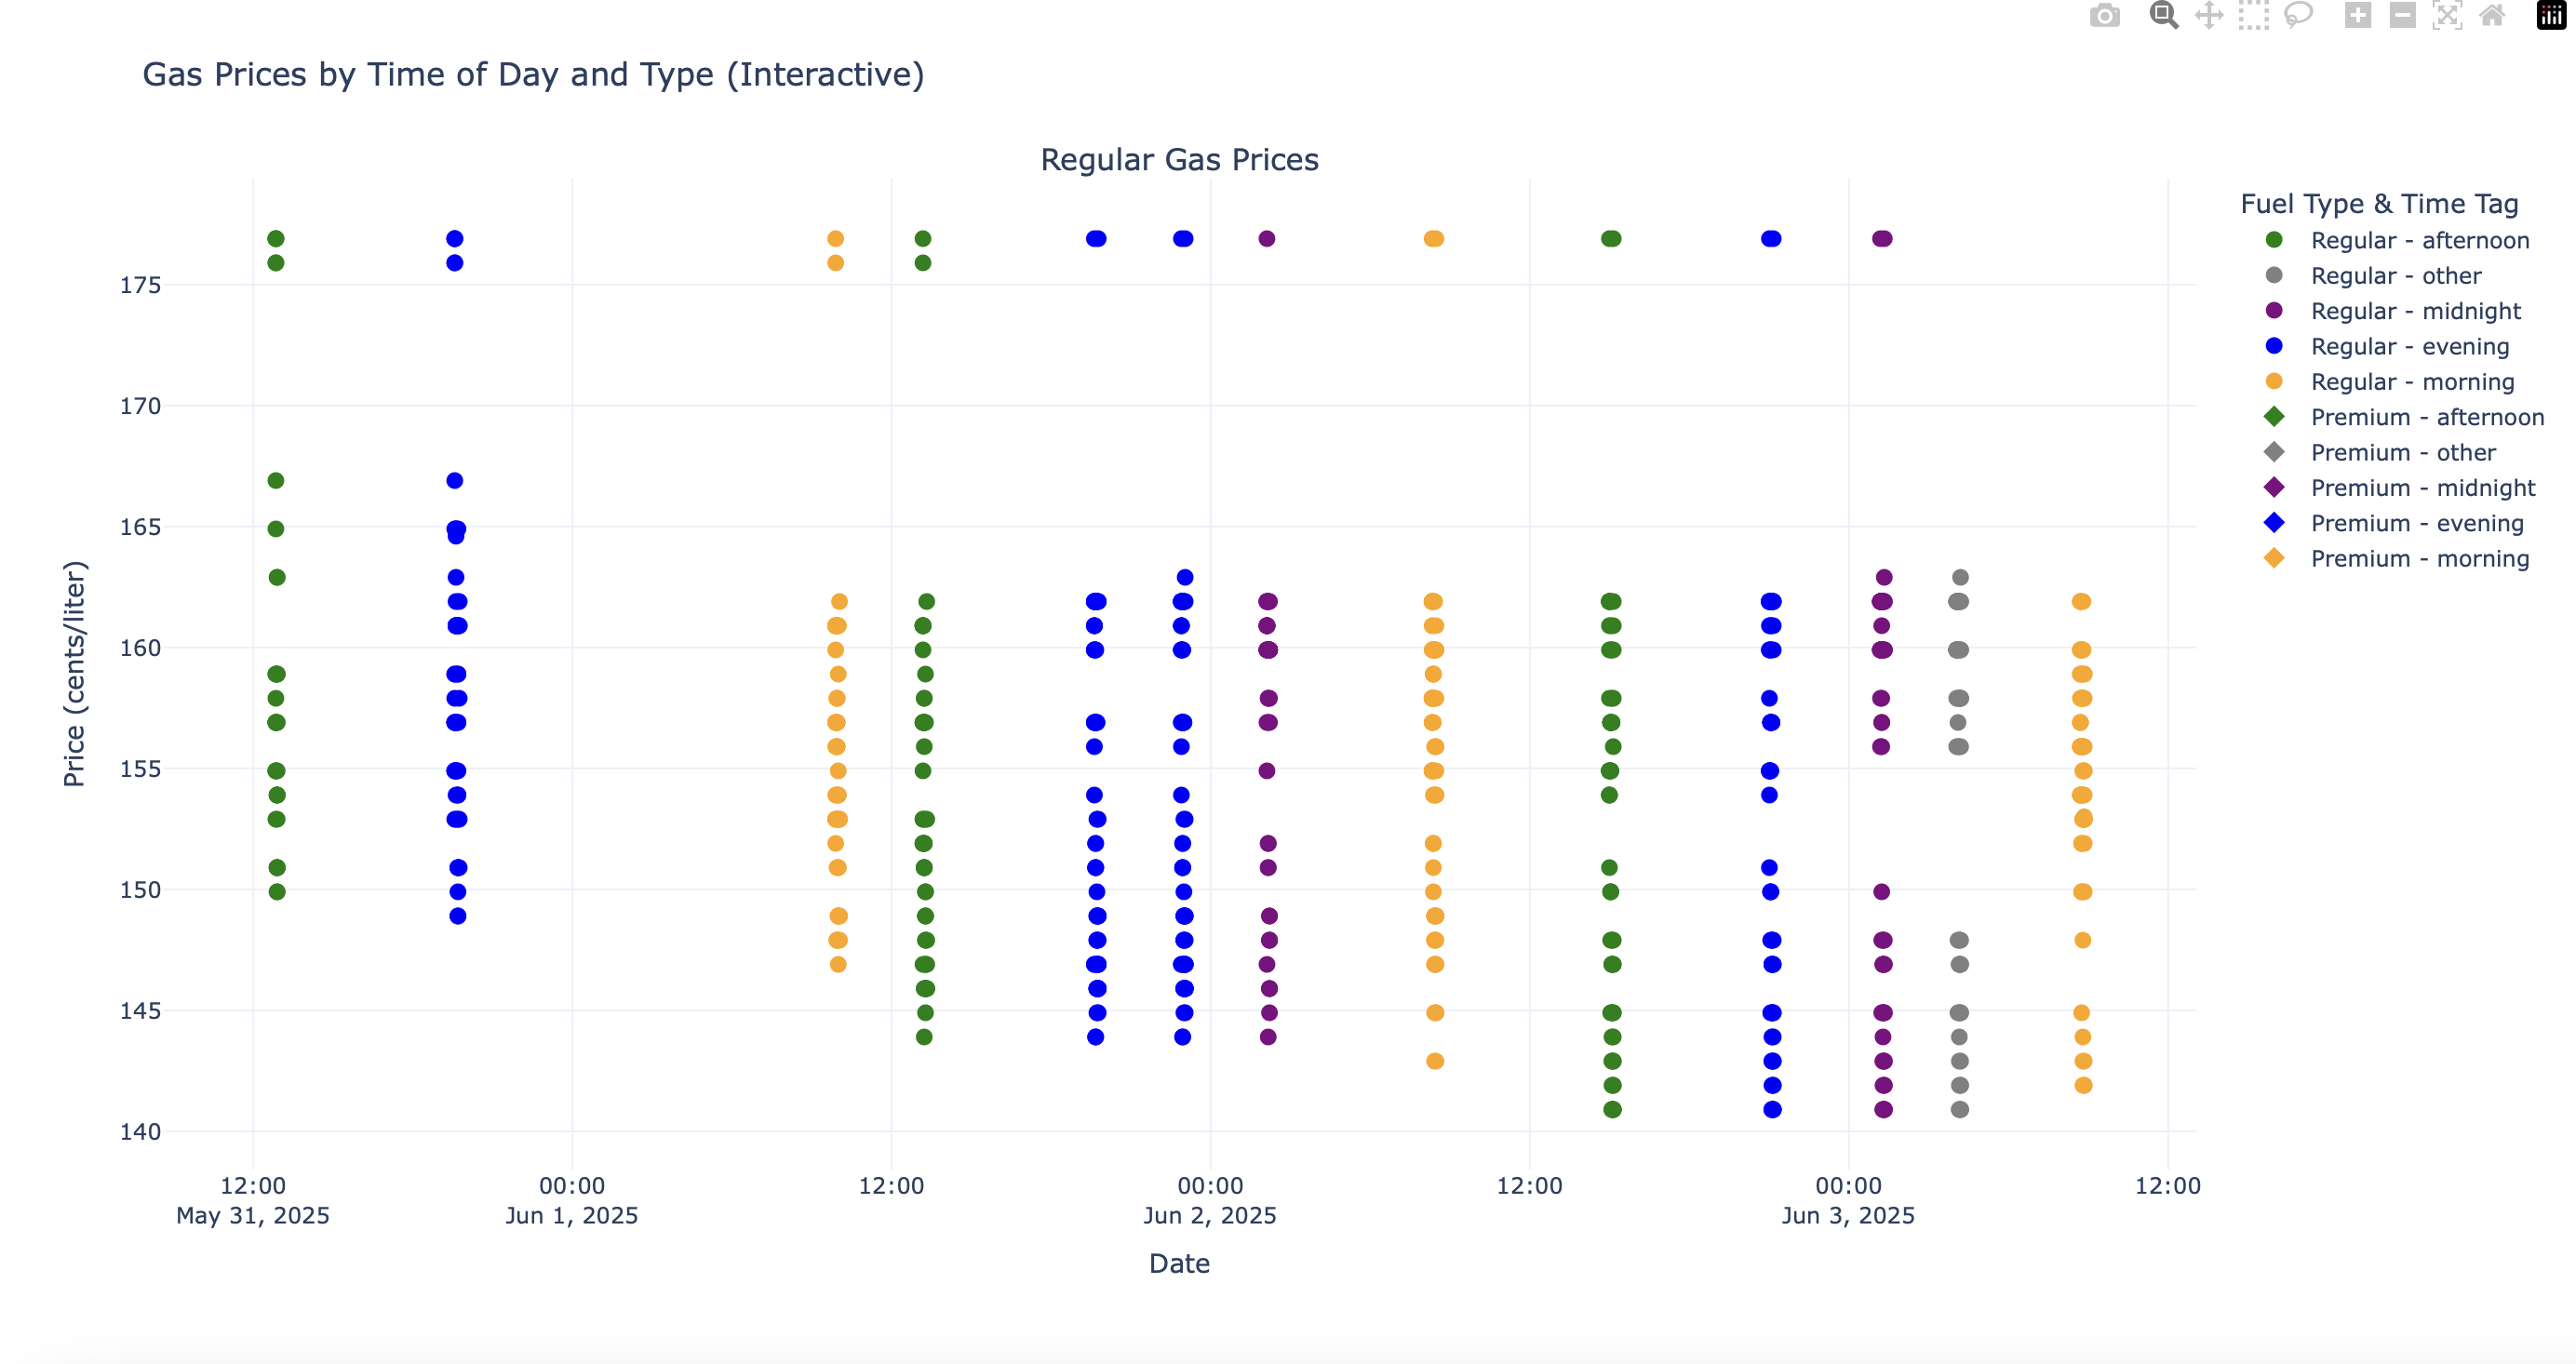 Gas Prices by Time of Day and Type (Interactive)
Regular Gas Prices
Fuel Type & Time Tag
Regular - afternoon
Regular - other
Regular - midnight
Regular - evening
Regular - morning
Premium - afternoon
Premium - other
Premium - midnight
Premium - evening
Premium - morning
Price (cents/liter)
175
170
165
160
155
150
145
140
12:00 00:00 12:00 00:00 12:00 00:00 12:00
May 31, 2025 Jun 1, 2025 Jun 2, 2025 Jun 3, 2025
Date